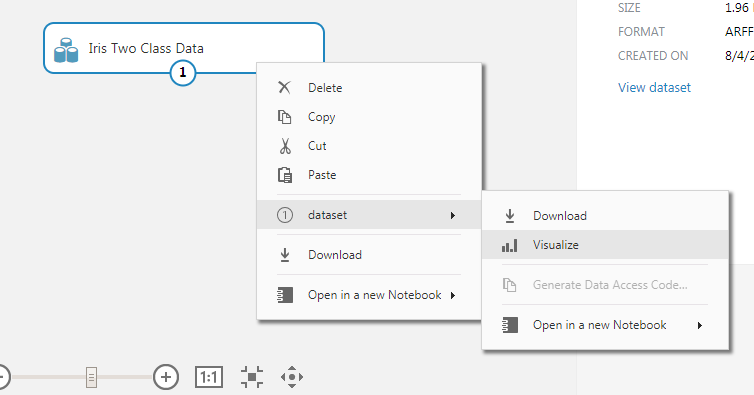 SIZE 1.96
FORMAT ARFF
CREATED ON 8/4/2
View dataset
Iris Two Class Data
1
Delete
Copy
Cut
Paste
1 dataset
Download
Open in a new Notebook
Download
Visualize
Generate Data Access Code...
Open in a new Notebook
1:1